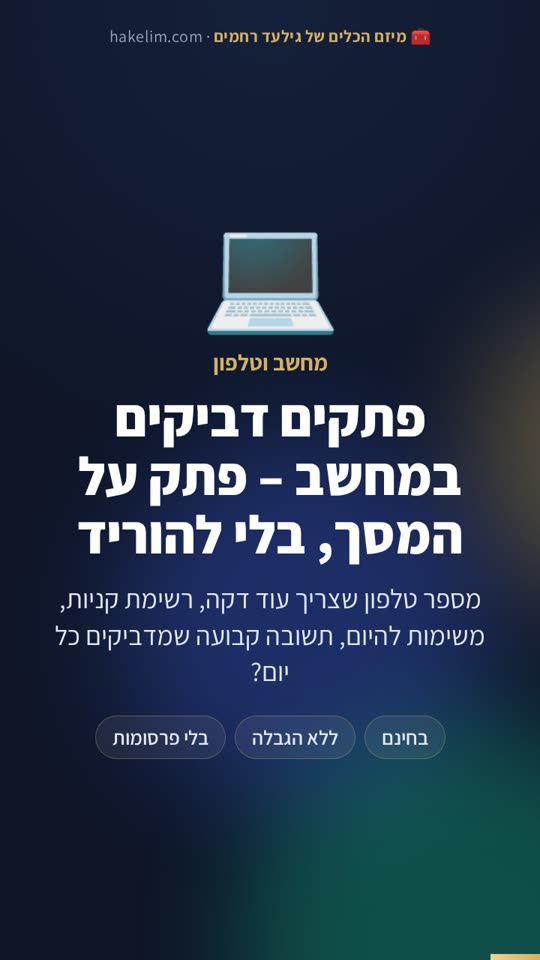 🧰 מיזם הכלים של גילעד רחמים · hakelim.com
מחשב וטלפון
פתקים דביקים
במחשב – פתק על
המסך, בלי להוריד
מספר טלפון שצריך עוד דקה, רשימת קניות,
משימות להיום, תשובה קבועה שמדביקים כל
יום?
בחינם
ללא הגבלה
בלי פרסומות